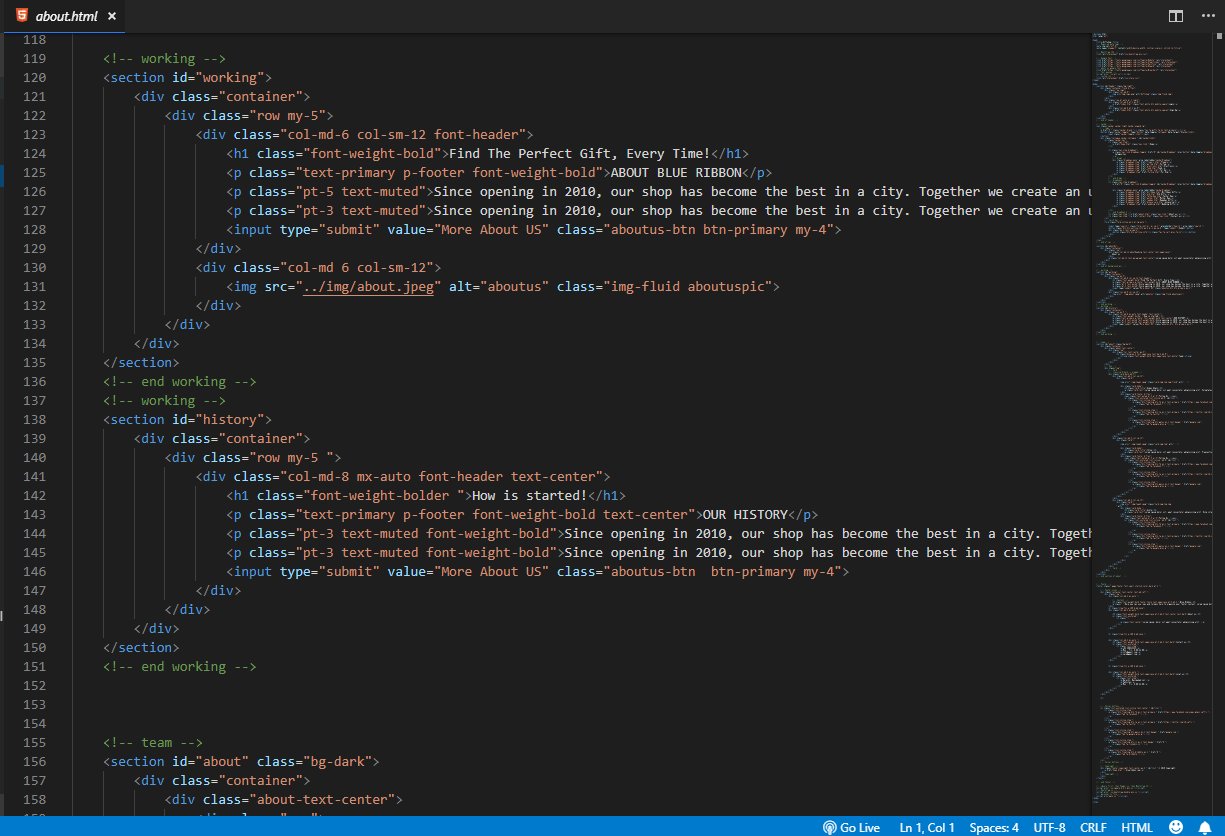 about.html ×
118
119 <!-- working -->
120 <section id="working">
121 <div class="container">
122 <div class="row my-5">
123 <div class="col-md-6 col-sm-12 font-header">
124 <h1 class="font-weight-bold">Find The Perfect Gift, Every Time!</h1>
125 <p class="text-primary p-footer font-weight-bold">ABOUT BLUE RIBBON</p>
126 <p class="pt-5 text-muted">Since opening in 2010, our shop has become the best in a city. Together we create an
127 <p class="pt-3 text-muted">Since opening in 2010, our shop has become the best in a city. Together we create an
128 <input type="submit" value="More About US" class="aboutus-btn btn-primary my-4">
129 </div>
130 <div class="col-md 6 col-sm-12">
131 <img src="../img/about.jpeg" alt="aboutus" class="img-fluid aboutuspic">
132 </div>
133 </div>
134 </div>
135 </section>
136 <!-- end working -->
137 <!-- working -->
138 <section id="history">
139 <div class="container">
140 <div class="row my-5 ">
141 <div class="col-md-8 mx-auto font-header text-center">
142 <h1 class="font-weight-bolder ">How is started!</h1>
143 <p class="text-primary p-footer font-weight-bold text-center">OUR HISTORY</p>
144 <p class="pt-3 text-muted font-weight-bold">Since opening in 2010, our shop has become the best in a city. Togeth
145 <p class="pt-3 text-muted font-weight-bold">Since opening in 2010, our shop has become the best in a city. Togeth
146 <input type="submit" value="More About US" class="aboutus-btn  btn-primary my-4">
147 </div>
148 </div>
149 </div>
150 </section>
151 <!-- end working -->
152
153
154
155 <!-- team -->
156 <section id="about" class="bg-dark">
157 <div class="container">
158 <div class="about-text-center">
Go Live Ln 1, Col 1 Spaces: 4 UTF-8 CRLF HTML